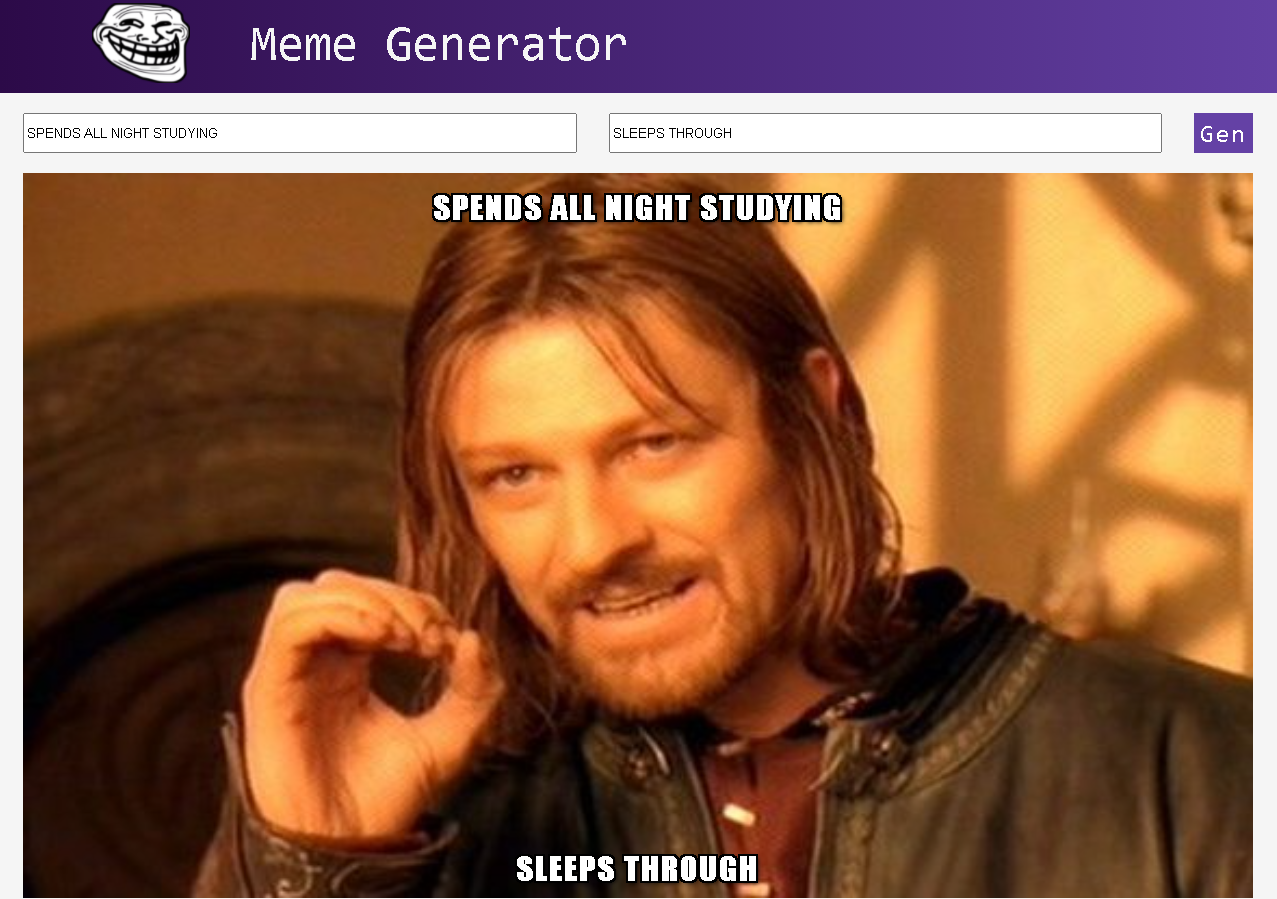 Meme Generator
SPENDS ALL NIGHT STUDYING
SLEEPS THROUGH
Gen
SPENDS ALL NIGHT STUDYING
SLEEPS THROUGH